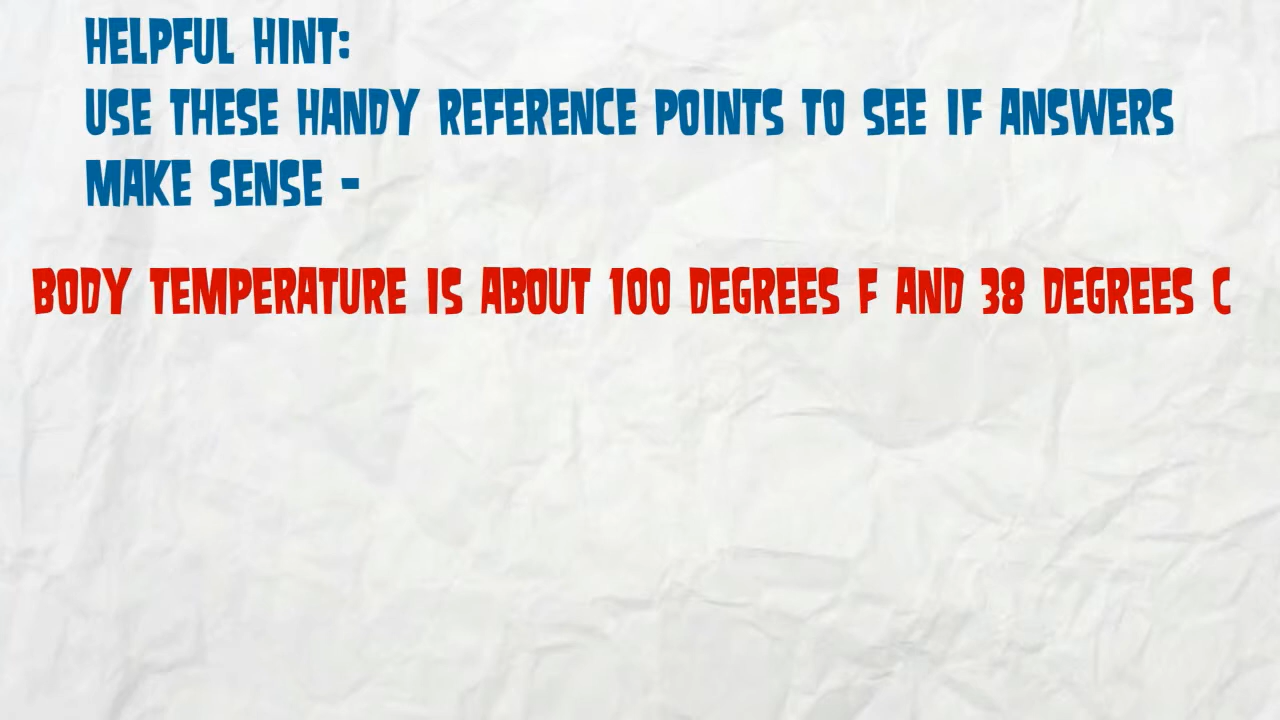 HELPFUL HINT:
USE THESE HANDY REFERENCE POINTS TO SEE IF ANSWERS
MAKE SENSE -
BODY TEMPERATURE IS ABOUT 100 DEGREES F AND 38 DEGREES C